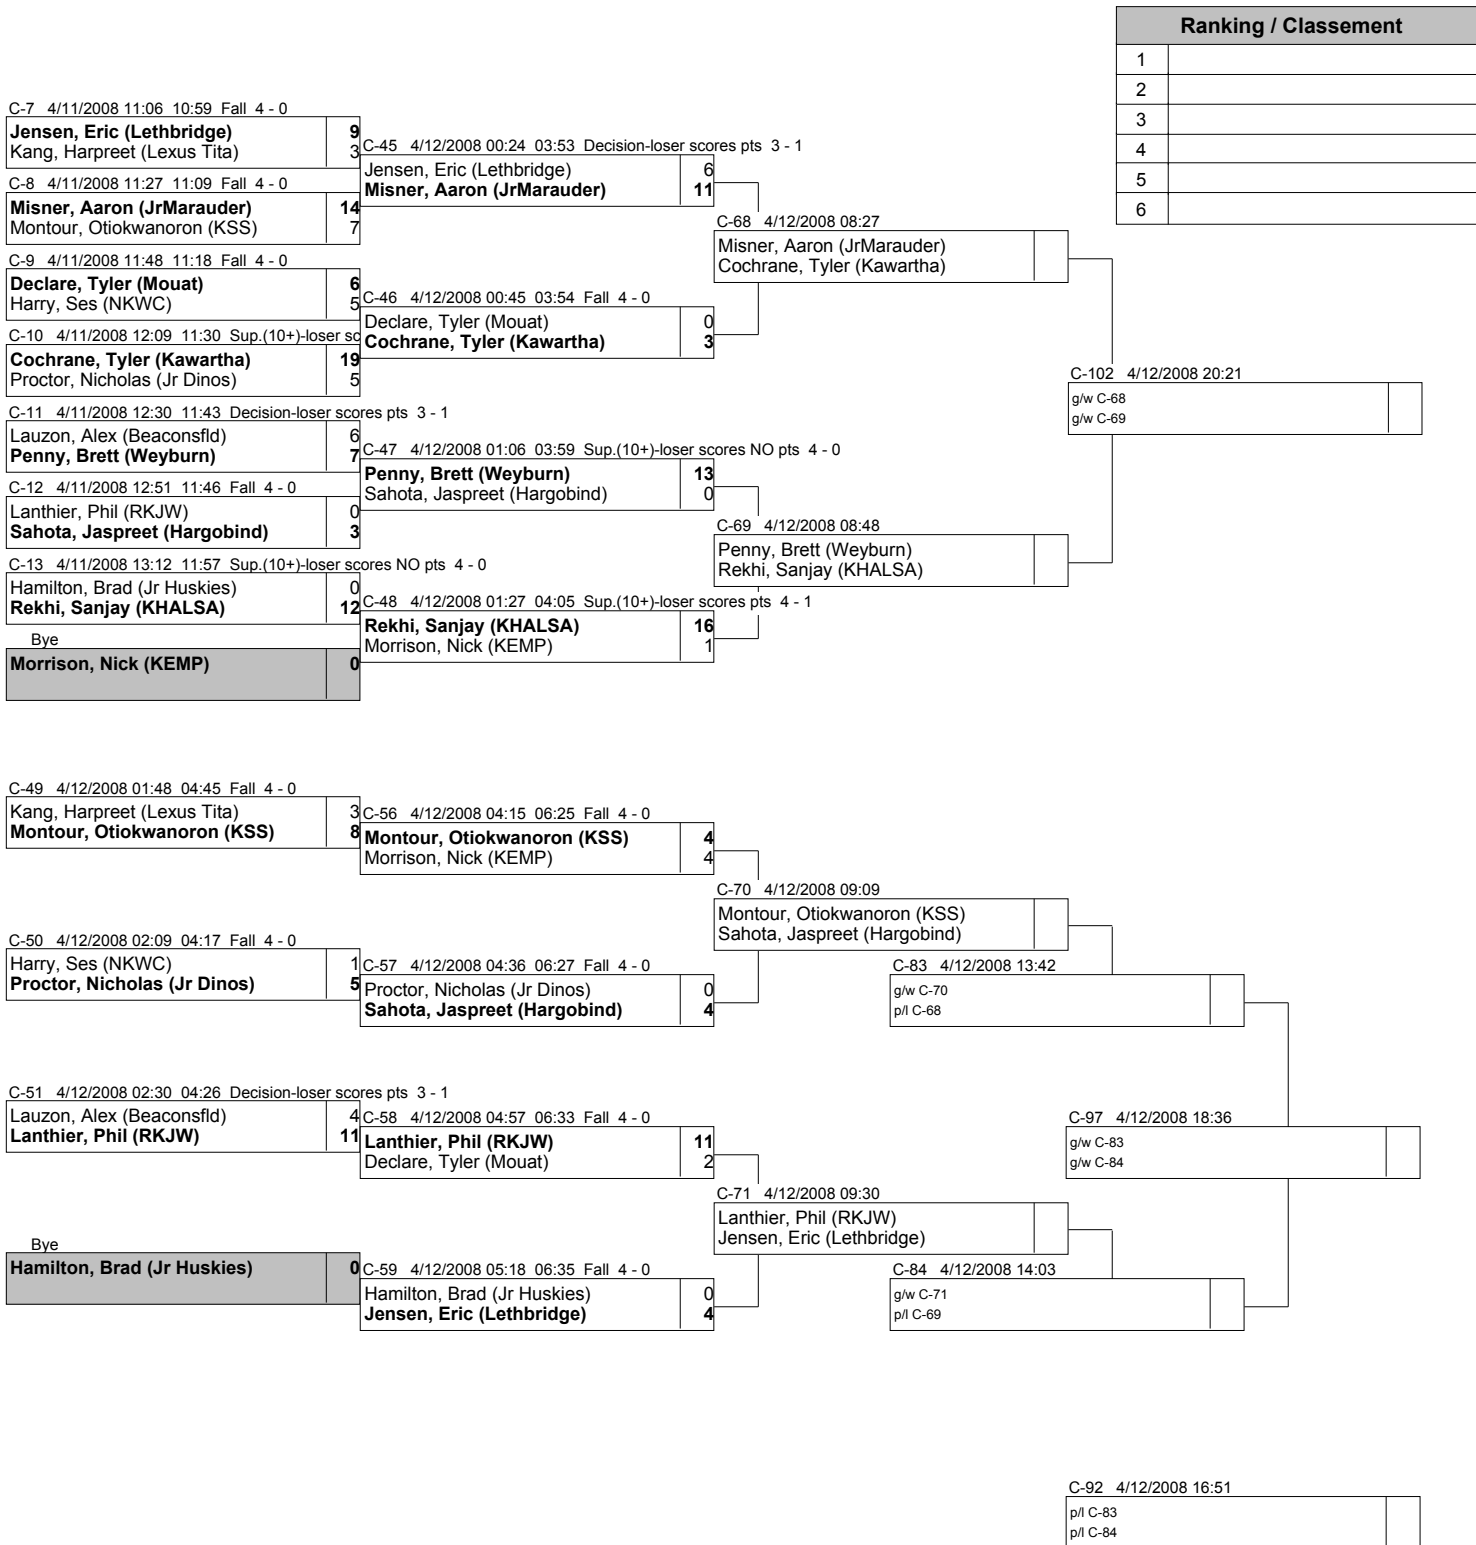 Ranking / Classement
1
2
3
4
5
6
C-7 4/11/2008 11:06 10:59 Fall 4 - 0
Jensen, Eric (Lethbridge) 9
Kang, Harpreet (Lexus Tita) 3
C-8 4/11/2008 11:27 11:09 Fall 4 - 0
Misner, Aaron (JrMarauder) 14
Montour, Otiokwanoron (KSS) 7
C-9 4/11/2008 11:48 11:18 Fall 4 - 0
Declare, Tyler (Mouat) 6
Harry, Ses (NKWC) 5
C-10 4/11/2008 12:09 11:30 Sup.(10+)-loser sc
Cochrane, Tyler (Kawartha) 19
Proctor, Nicholas (Jr Dinos) 5
C-11 4/11/2008 12:30 11:43 Decision-loser scores pts 3 - 1
Lauzon, Alex (Beaconsfld) 6
Penny, Brett (Weyburn) 7
C-12 4/11/2008 12:51 11:46 Fall 4 - 0
Lanthier, Phil (RKJW) 0
Sahota, Jaspreet (Hargobind) 3
C-13 4/11/2008 13:12 11:57 Sup.(10+)-loser scores NO pts 4 - 0
Hamilton, Brad (Jr Huskies) 0
Rekhi, Sanjay (KHALSA) 12
Bye
Morrison, Nick (KEMP) 0
C-45 4/12/2008 00:24 03:53 Decision-loser scores pts 3 - 1
Jensen, Eric (Lethbridge) 6
Misner, Aaron (JrMarauder) 11
C-46 4/12/2008 00:45 03:54 Fall 4 - 0
Declare, Tyler (Mouat) 0
Cochrane, Tyler (Kawartha) 3
C-47 4/12/2008 01:06 03:59 Sup.(10+)-loser scores NO pts 4 - 0
Penny, Brett (Weyburn) 13
Sahota, Jaspreet (Hargobind) 0
C-48 4/12/2008 01:27 04:05 Sup.(10+)-loser scores pts 4 - 1
Rekhi, Sanjay (KHALSA) 16
Morrison, Nick (KEMP) 1
C-68 4/12/2008 08:27
Misner, Aaron (JrMarauder)
Cochrane, Tyler (Kawartha)
C-69 4/12/2008 08:48
Penny, Brett (Weyburn)
Rekhi, Sanjay (KHALSA)
C-102 4/12/2008 20:21
g/w C-68
g/w C-69
C-49 4/12/2008 01:48 04:45 Fall 4 - 0
Kang, Harpreet (Lexus Tita) 3
Montour, Otiokwanoron (KSS) 8
C-50 4/12/2008 02:09 04:17 Fall 4 - 0
Harry, Ses (NKWC) 1
Proctor, Nicholas (Jr Dinos) 5
C-51 4/12/2008 02:30 04:26 Decision-loser scores pts 3 - 1
Lauzon, Alex (Beaconsfld) 4
Lanthier, Phil (RKJW) 11
Bye
Hamilton, Brad (Jr Huskies) 0
C-56 4/12/2008 04:15 06:25 Fall 4 - 0
Montour, Otiokwanoron (KSS) 4
Morrison, Nick (KEMP) 4
C-57 4/12/2008 04:36 06:27 Fall 4 - 0
Proctor, Nicholas (Jr Dinos) 0
Sahota, Jaspreet (Hargobind) 4
C-58 4/12/2008 04:57 06:33 Fall 4 - 0
Lanthier, Phil (RKJW) 11
Declare, Tyler (Mouat) 2
C-59 4/12/2008 05:18 06:35 Fall 4 - 0
Hamilton, Brad (Jr Huskies) 0
Jensen, Eric (Lethbridge) 4
C-70 4/12/2008 09:09
Montour, Otiokwanoron (KSS)
Sahota, Jaspreet (Hargobind)
C-83 4/12/2008 13:42
g/w C-70
p/l C-68
C-71 4/12/2008 09:30
Lanthier, Phil (RKJW)
Jensen, Eric (Lethbridge)
C-84 4/12/2008 14:03
g/w C-71
p/l C-69
C-97 4/12/2008 18:36
g/w C-83
g/w C-84
C-92 4/12/2008 16:51
p/l C-83
p/l C-84